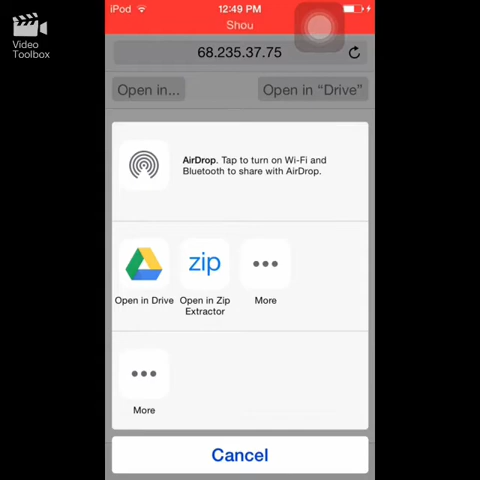 Video
Toolbox
iPod 12:49 PM
Shou
68.235.37.75
Open in... Open in “Drive”
AirDrop. Tap to turn on Wi-Fi and
Bluetooth to share with AirDrop.
zip
Open in Drive Open in Zip More
Extractor
More
Cancel